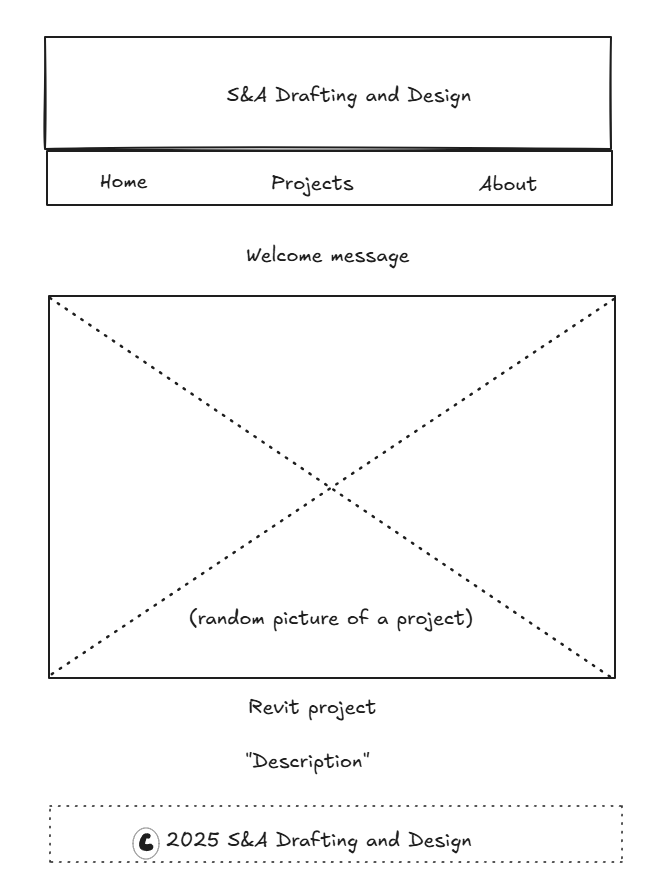 S&A Drafting and Design
Home Projects About
Welcome message
(random picture of a project)
Revit project
"Description"
C 2025 S&A Drafting and Design